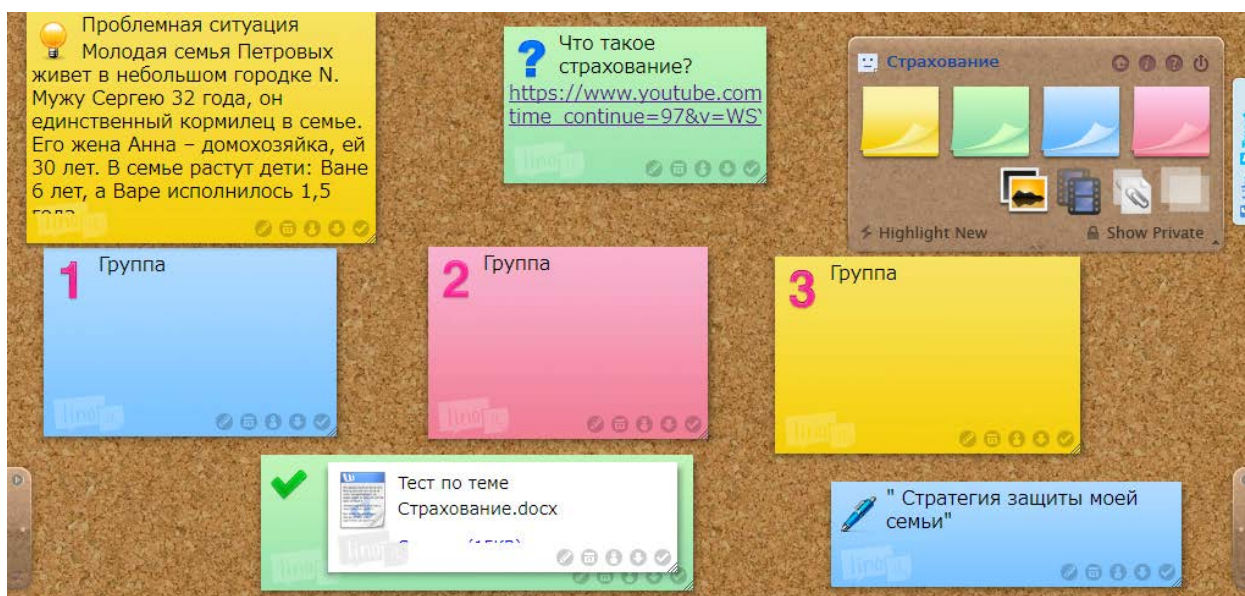 Проблемная ситуация
Молодая семья Петровых
живет в небольшом городке N.
Мужу Сергею 32 года, он
единственный кормилец в семье.
Его жена Анна – домохозяйка, ей
30 лет. В семье растут дети: Ване
6 лет, а Варе исполнилось 1,5
года
Что такое
страхование?
https://www.youtube.com
time_continue=97&v=WSY
Страхование
Highlight New
Show Private
1 Группа
2 Группа
3 Группа
Тест по теме
Страхование.docx
(15KB)
" Стратегия защиты моей
семьи"